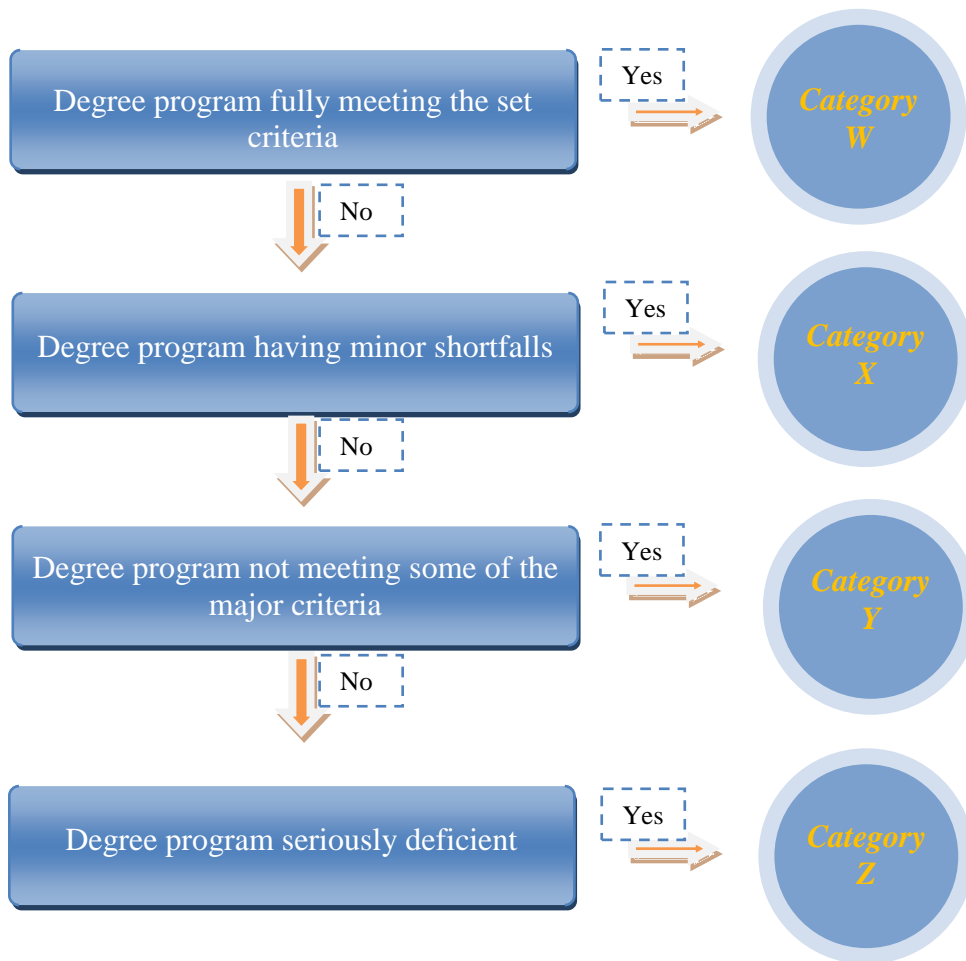 Degree program fully meeting the set
criteria
Yes
Category
W
No
Degree program having minor shortfalls
Yes
Category
X
No
Degree program not meeting some of the
major criteria
Yes
Category
Y
No
Degree program seriously deficient
Yes
Category
Z